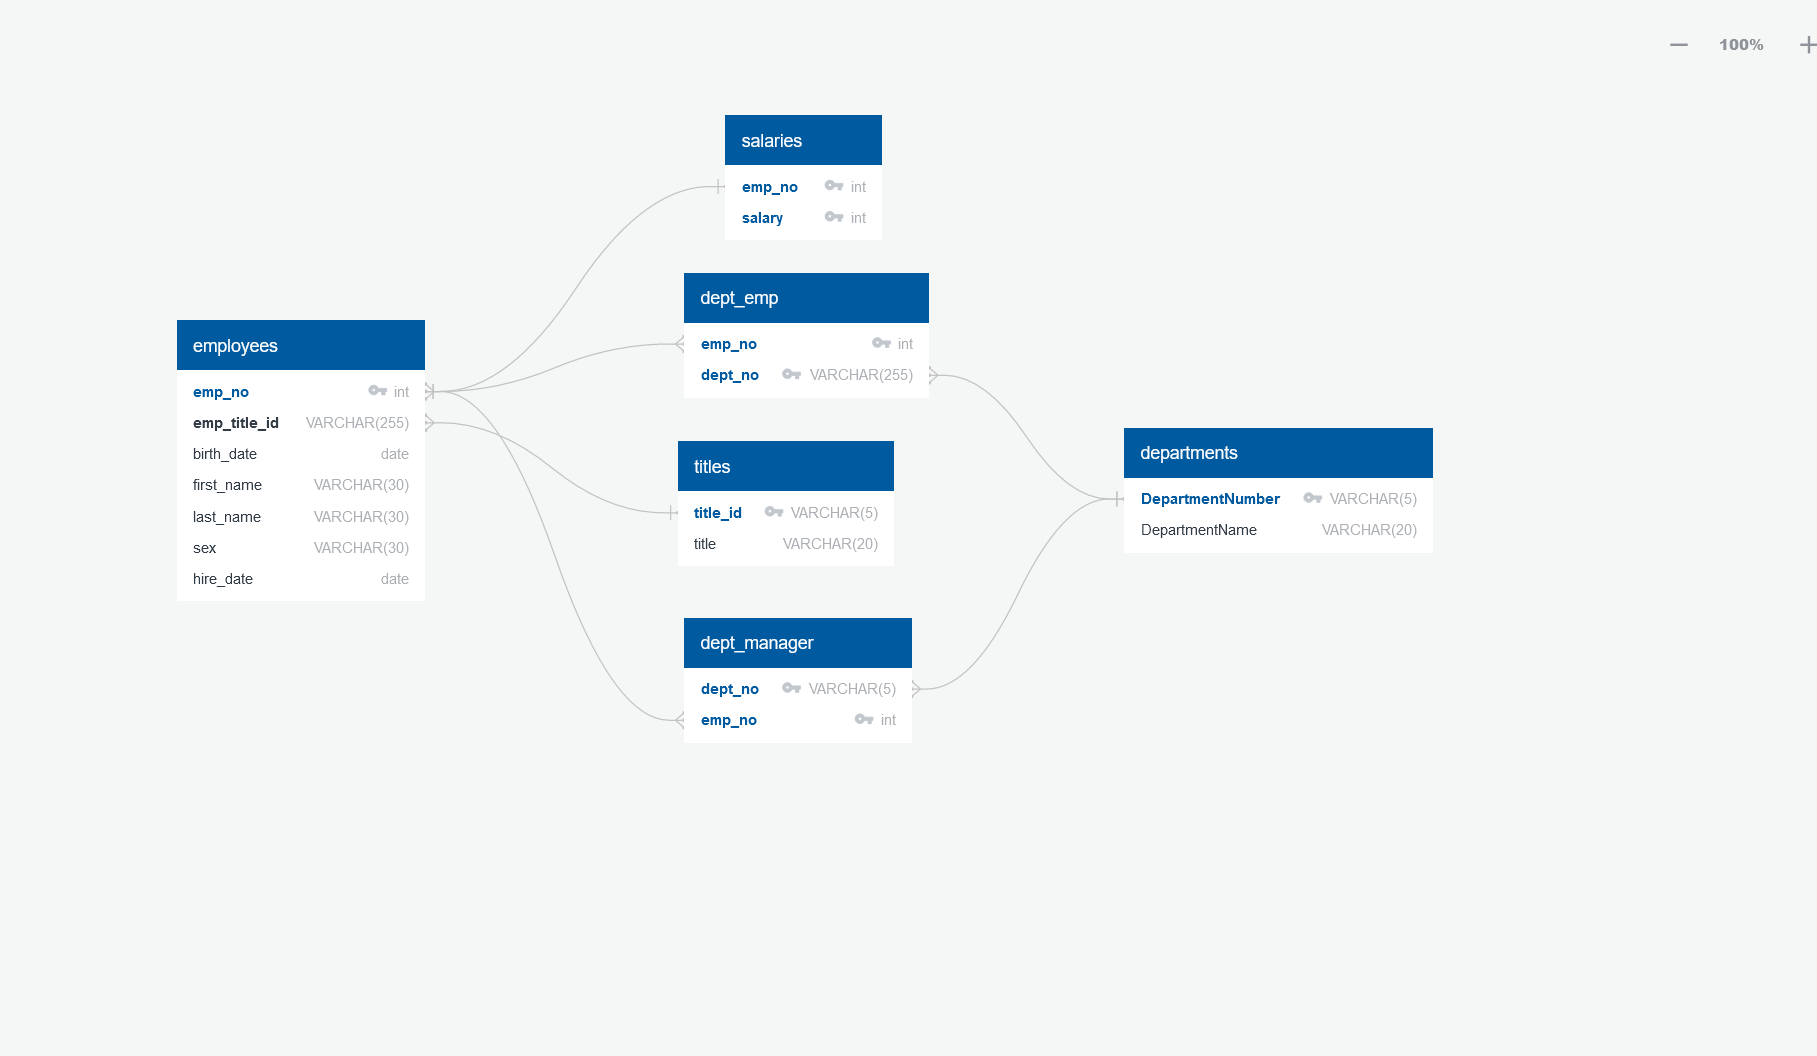 100%
salaries
emp_no int
salary int
dept_emp
emp_no int
dept_no VARCHAR(255)
employees
emp_no int
emp_title_id VARCHAR(255)
birth_date date
first_name VARCHAR(30)
last_name VARCHAR(30)
sex VARCHAR(30)
hire_date date
titles
title_id VARCHAR(5)
title VARCHAR(20)
departments
DepartmentNumber VARCHAR(5)
DepartmentName VARCHAR(20)
dept_manager
dept_no VARCHAR(5)
emp_no int